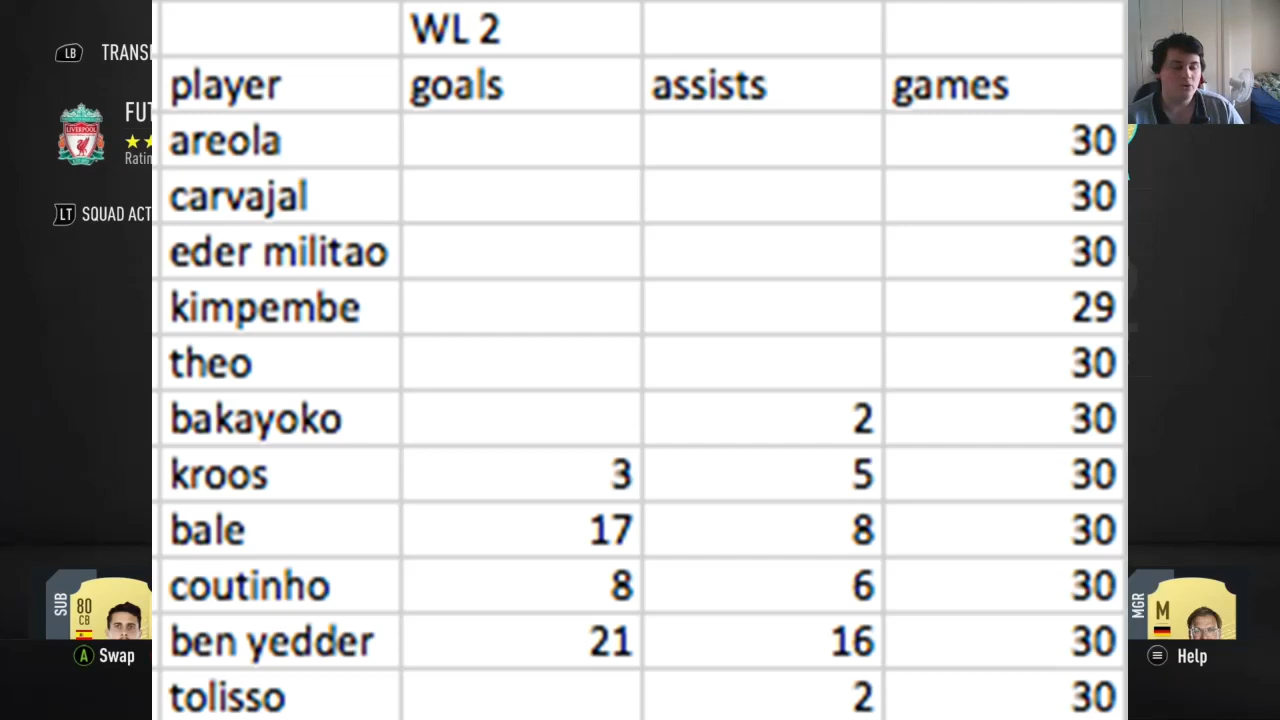 WL 2
player goals assists games
areola 30
carvajal 30
eder militao 30
kimpembe 29
theo 30
bakayoko 2 30
kroos 3 5 30
bale 17 8 30
coutinho 8 6 30
ben yedder 21 16 30
tolisso 2 30
LB TRANS
FUT
Ratin
LT SQUAD ACT
SUB
80
CB
A Swap
MGR
M
Help